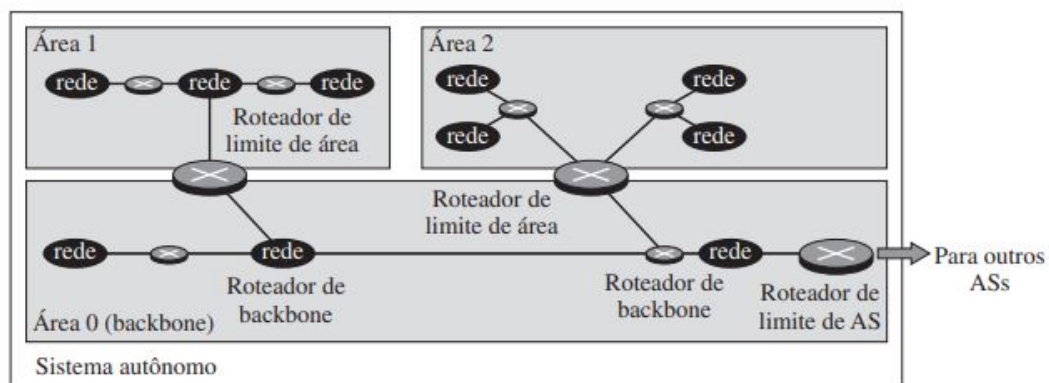 Área 1
rede rede rede
Roteador de
limite de área
Área 2
rede rede
rede rede
Roteador de
limite de área
rede rede rede
Roteador de
backbone
Roteador de
backbone
Roteador de
limite de AS
Para outros
ASs
Área 0 (backbone)
Sistema autônomo